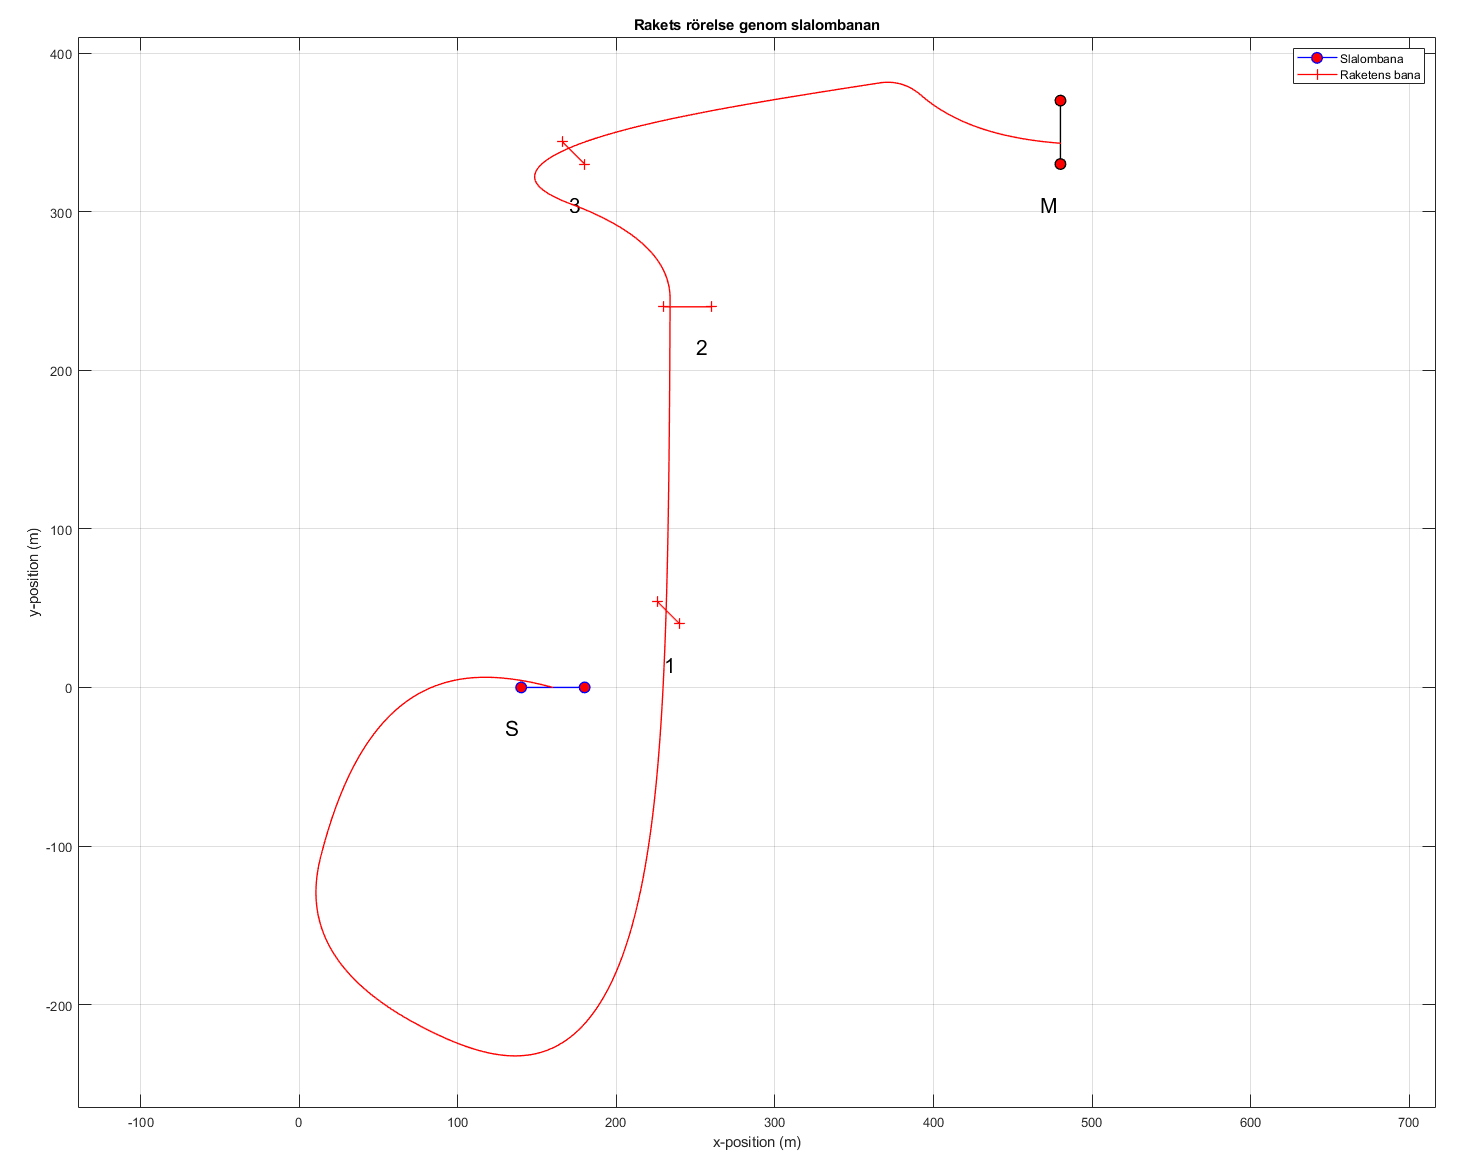 Rakets rörelse genom slalombanan
Slalombana
Raketens bana
400
300
200
100
0
-100
-200
y-position (m)
3
M
2
1
S
-100
0
100
200
300
400
500
600
700
x-position (m)